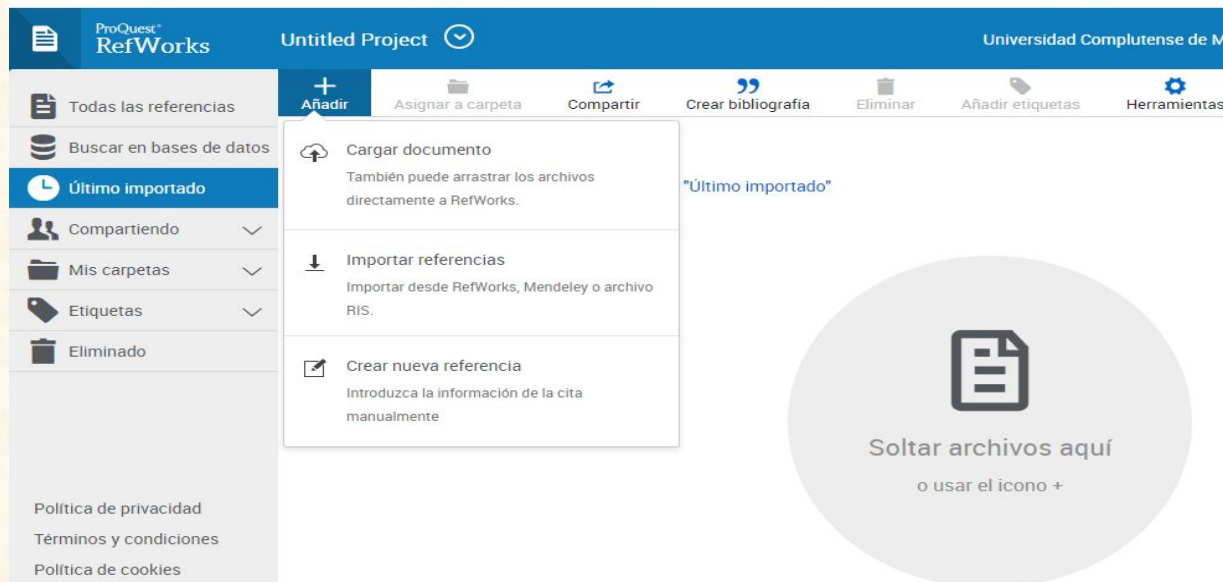 ProQuest®
RefWorks
Untitled Project
Universidad Complutense de M
Todas las referencias
Buscar en bases de datos
Último importado
Compartiendo
Mis carpetas
Etiquetas
Eliminado
Política de privacidad
Términos y condiciones
Política de cookies
Añadir
Asignar a carpeta
Compartir
Crear bibliografía
Eliminar
Añadir etiquetas
Herramientas
Cargar documento
También puede arrastrar los archivos
directamente a RefWorks.
Importar referencias
Importar desde RefWorks, Mendeley o archivo
RIS.
Crear nueva referencia
Introduzca la información de la cita
manualmente
"Último importado"
Soltar archivos aquí
o usar el icono +